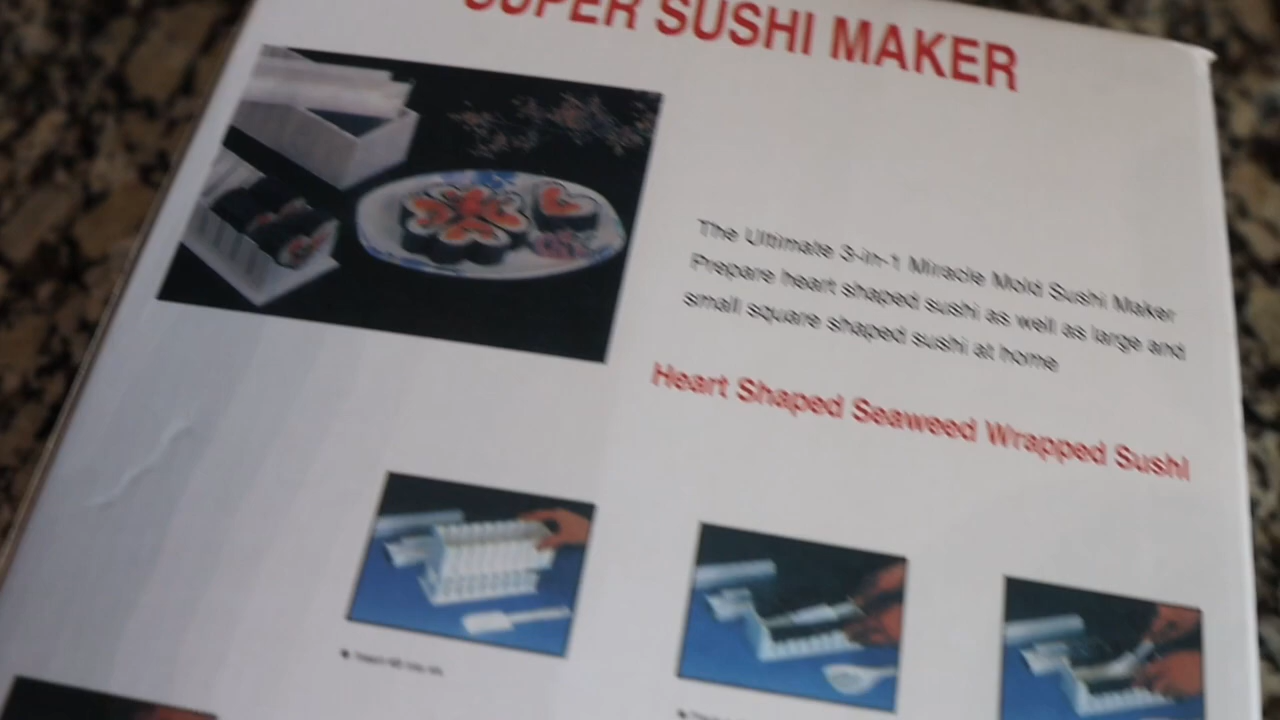 SUPER SUSHI MAKER
The Ultimate 3-in-1 Miracle Mold Sushi Maker
Prepare heart shaped sushi as well as large and
small square shaped sushi at home
Heart Shaped Seaweed Wrapped Sushi